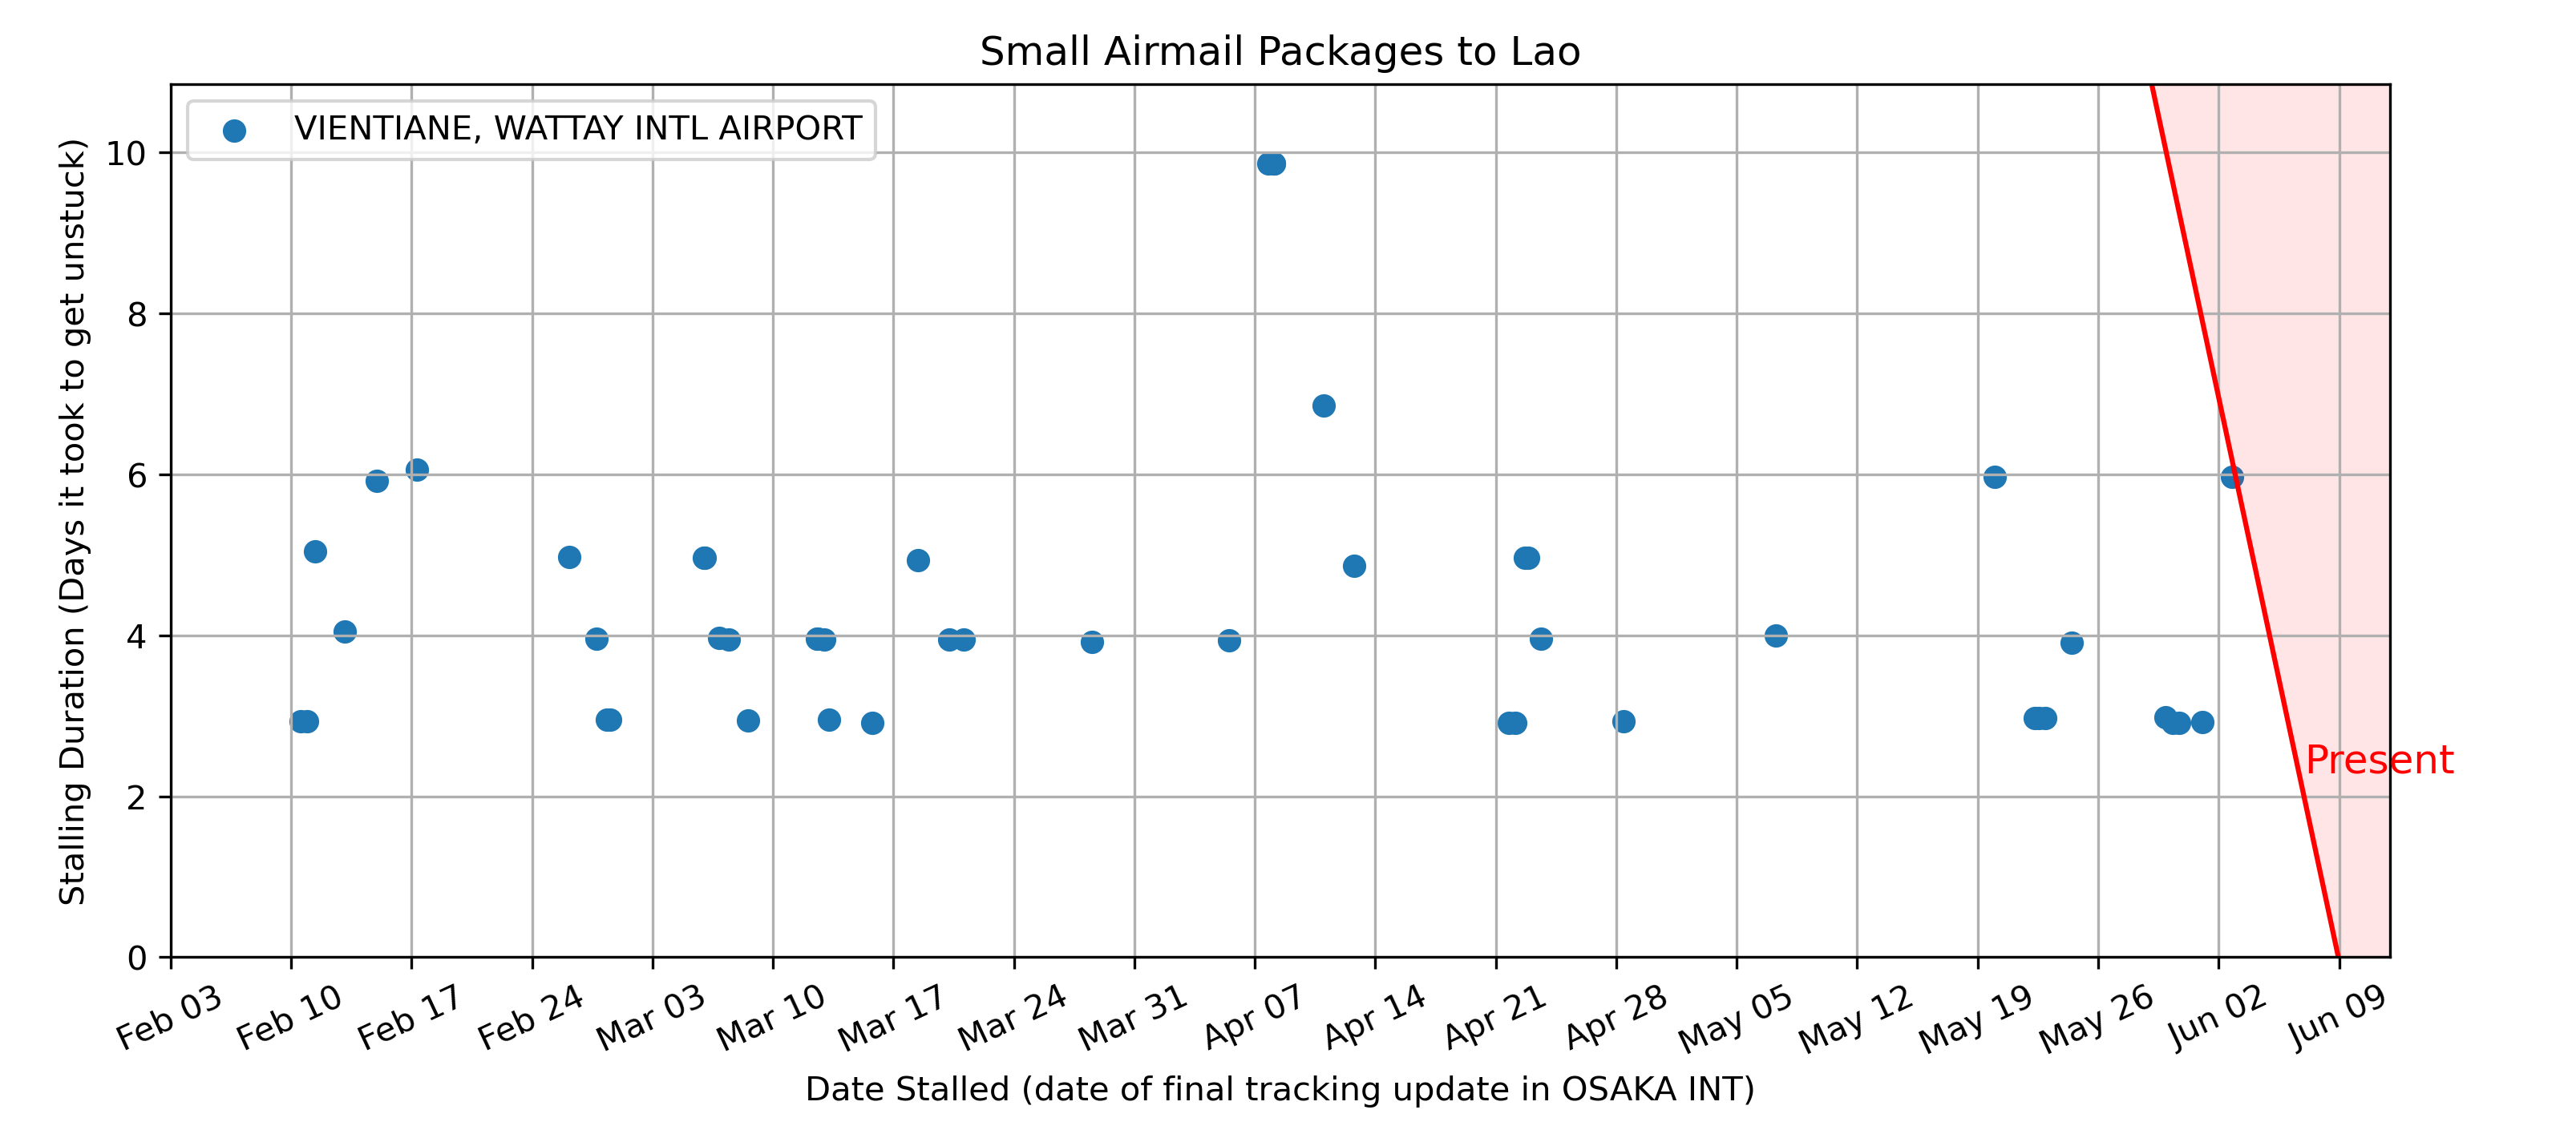 Small Airmail Packages to Lao
VIENTIANE, WATTAY INTL AIRPORT
Stalling Duration (Days it took to get unstuck)
10
8
6
4
2
0
Present
Feb 03
Feb 10
Feb 17
Feb 24
Mar 03
Mar 10
Mar 17
Mar 24
Mar 31
Apr 07
Apr 14
Apr 21
Apr 28
May 05
May 12
May 19
May 26
Jun 02
Jun 09
Date Stalled (date of final tracking update in OSAKA INT)